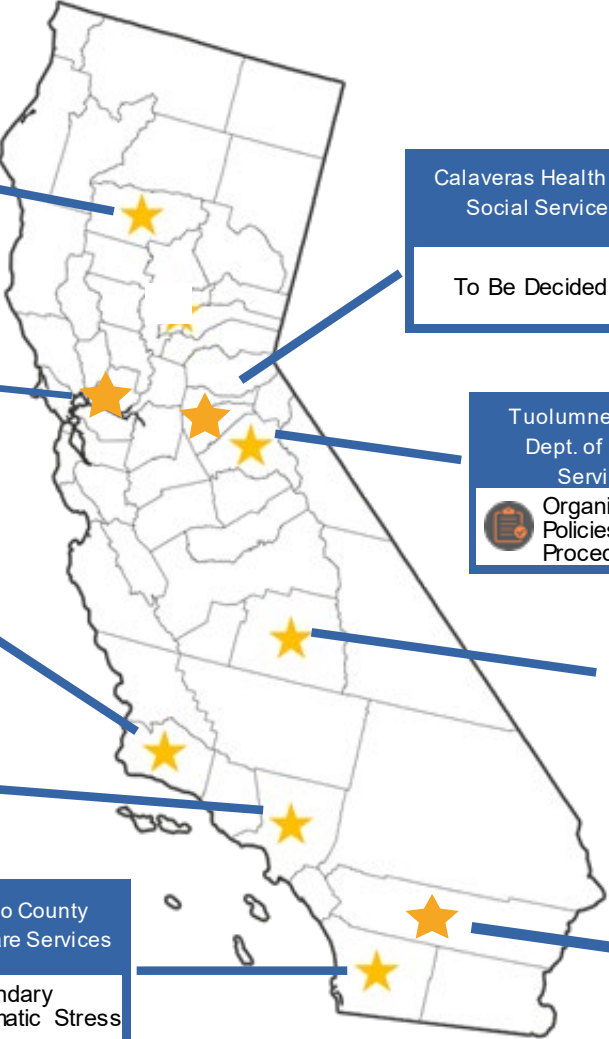 Calaveras Health
Social Service
To Be Decided
Tuolumne
Dept. of
Servi
Organi
Policies
Proced
o County
are Services
ndary
matic Stress